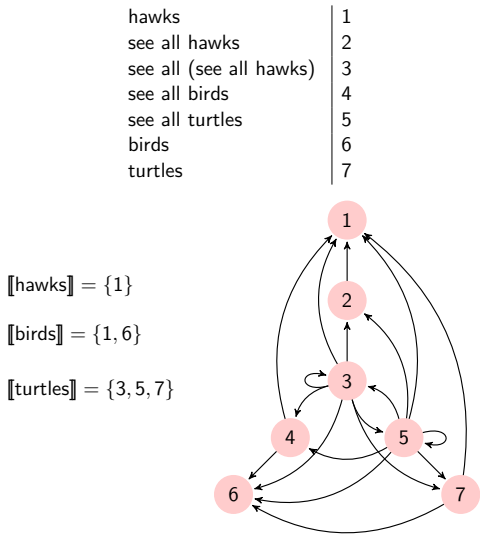 hawks 1
see all hawks 2
see all (see all hawks) 3
see all birds 4
see all turtles 5
birds 6
turtles 7
1
⟦hawks⟧ = {1}
2
⟦birds⟧ = {1, 6}
3
⟦turtles⟧ = {3, 5, 7}
4 5
6 7